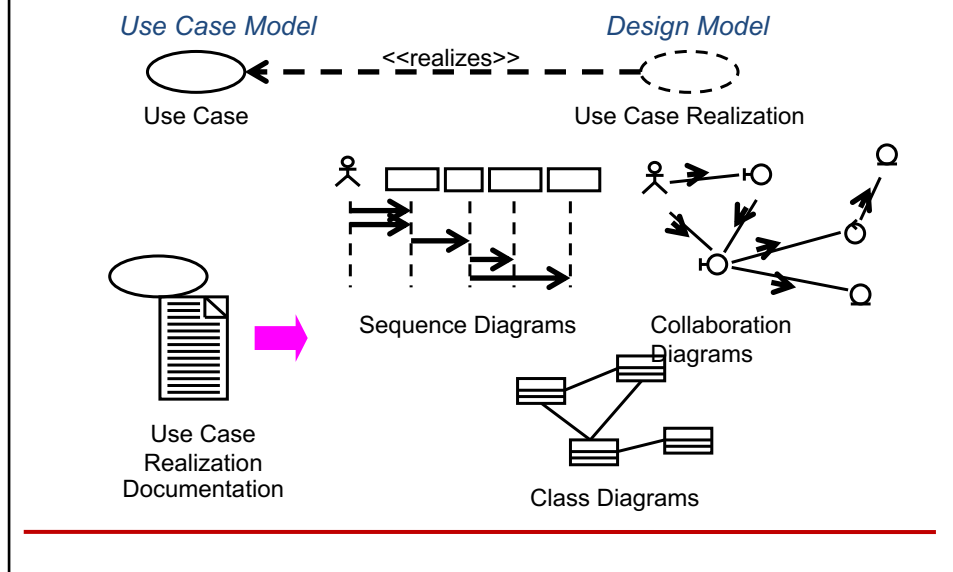 Use Case Model
Design Model
<<realizes>>
Use Case
Use Case Realization
Sequence Diagrams
Collaboration
Diagrams
Use Case
Realization
Documentation
Class Diagrams